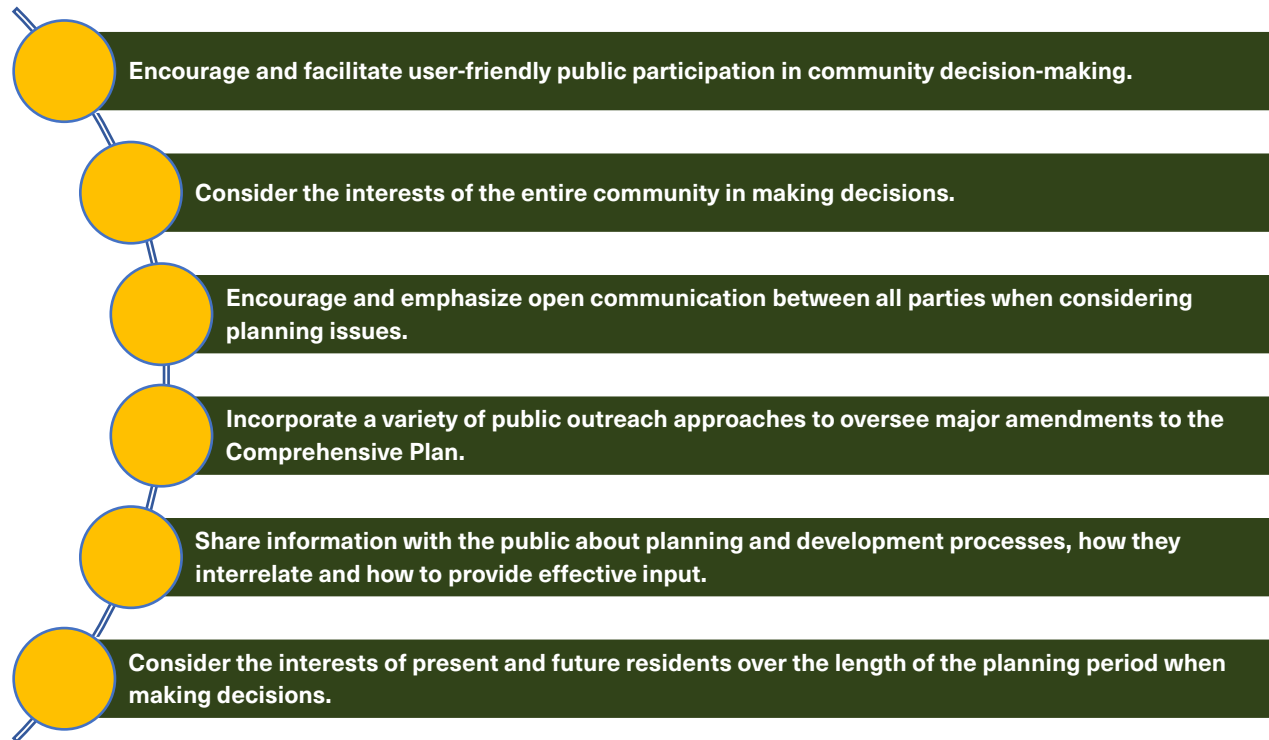 Encourage and facilitate user-friendly public participation in community decision-making.
Consider the interests of the entire community in making decisions.
Encourage and emphasize open communication between all parties when considering
planning issues.
Incorporate a variety of public outreach approaches to oversee major amendments to the
Comprehensive Plan.
Share information with the public about planning and development processes, how they
interrelate and how to provide effective input.
Consider the interests of present and future residents over the length of the planning period when
making decisions.